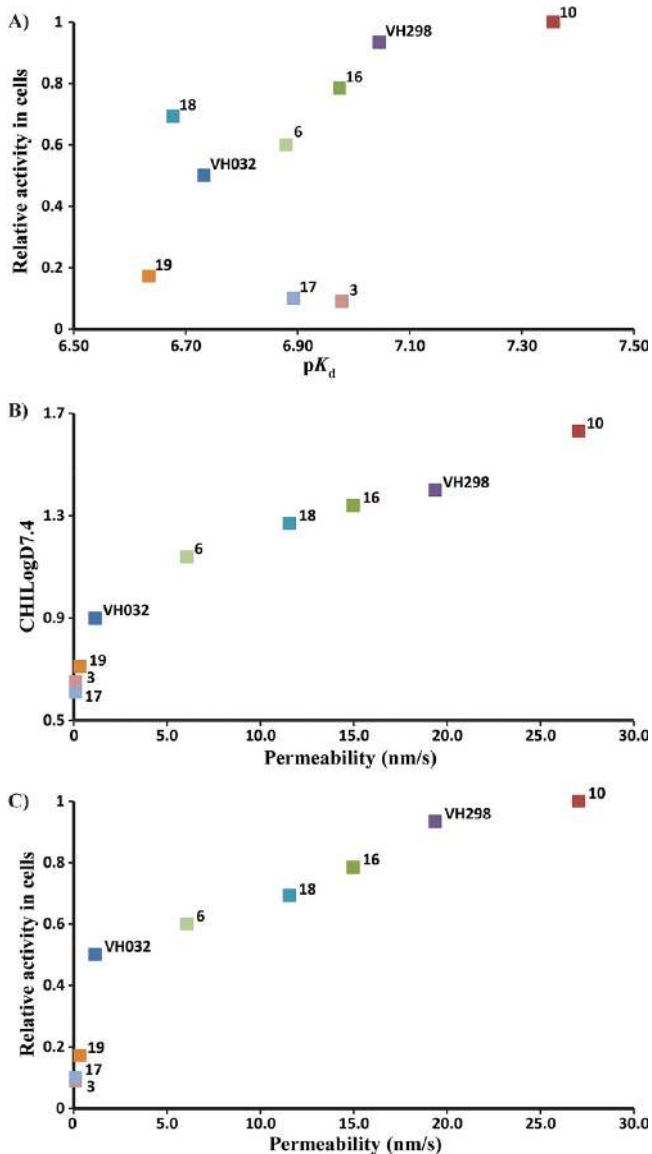 A)
Relative activity in cells
1
0.8
0.6
0.4
0.2
0
10
VH298
16
18
6
VH032
19
17
3
6.50 6.70 6.90 7.10 7.30 7.50
pKd
B)
CHILogD7.4
1.7
1.3
0.9
0.5
10
VH298
16
18
6
VH032
19
3
17
0 5.0 10.0 15.0 20.0 25.0 30.0
Permeability (nm/s)
C)
Relative activity in cells
1
0.8
0.6
0.4
0.2
0
10
VH298
16
18
6
VH032
19
17
3
0.0 5.0 10.0 15.0 20.0 25.0 30.0
Permeability (nm/s)